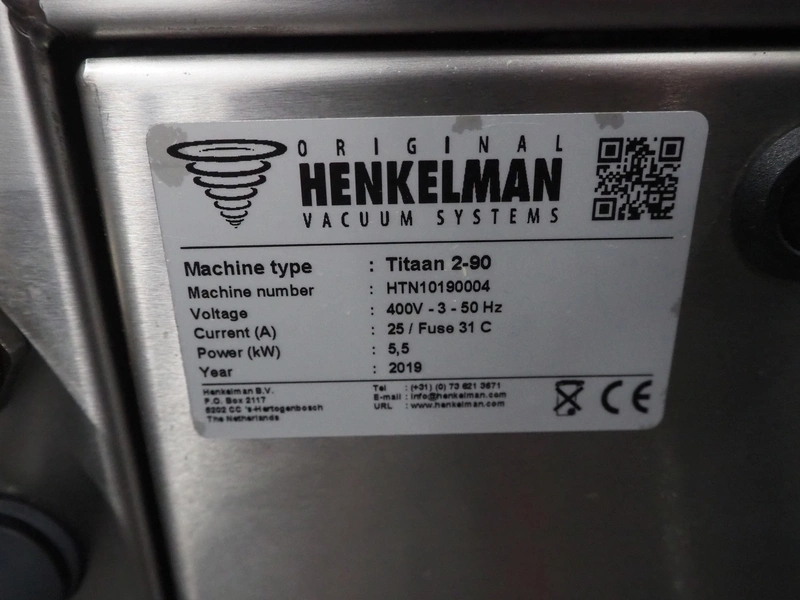 ORIGINAL
HENKELMAN
VACUUM SYSTEMS
Machine type : Titaan 2-90
Machine number : HTN10190004
Voltage : 400V - 3 - 50 Hz
Current (A) : 25 / Fuse 31 C
Power (kW) : 5,5
Year : 2019
Henkelman B.V.
P.O. Box 2117
5202 CC 's-Hertogenbosch
The Netherlands
Tel : (+31) (0) 73 621 3671
E-mail : info@henkelman.com
URL : www.henkelman.com
CE